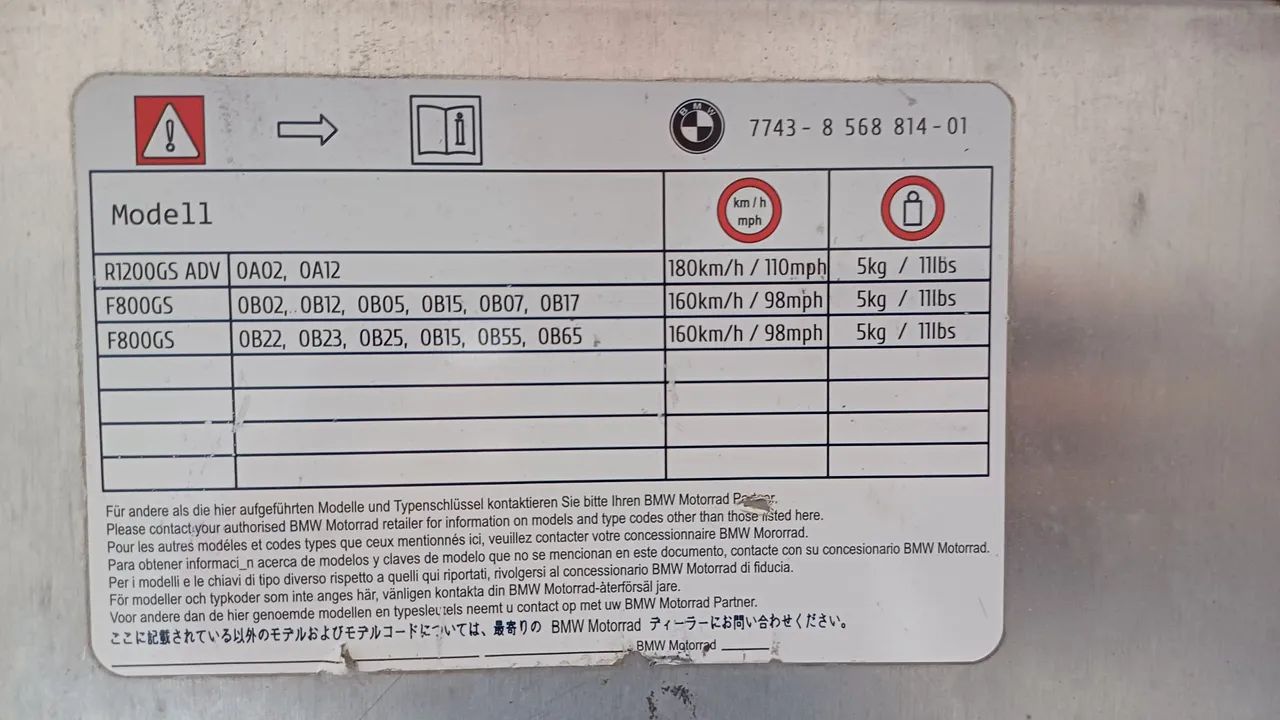 BMW 7743- 8 568 814-01
Modell km/h mph
R1200GS ADV 0A02, 0A12 180km/h / 110mph 5kg / 11lbs
F800GS 0B02, 0B12, 0B05, 0B15, 0B07, 0B17 160km/h / 98mph 5kg / 11lbs
F800GS 0B22, 0B23, 0B25, 0B15, 0B55, 0B65 160km/h / 98mph 5kg / 11lbs
Für andere als die hier aufgeführten Modelle und Typenschlüssel kontaktieren Sie bitte Ihren BMW Motorrad
Please contact your authorised BMW Motorrad retailer for information on models and type codes other than those listed here.
Pour les autres modéles et codes types que ceux mentionnés ici, veuillez contacter votre concessionnaire BMW Mororrad.
Para obtener informaci_n acerca de modelos y claves de modelo que no se mencionan en este documento, contacte con su concesionario BMW Motorrad.
Per i modelli e le chiavi di tipo diverso rispetto a quelli qui riportati, rivolgersi al concessionario BMW Motorrad di fiducia.
För modeller och typkoder som inte anges här, vänligen kontakta din BMW Motorrad-àterförsäl jare.
Voor andere dan de hier genoemde modellen en typesleutels neemt u contact op met uw BMW Motorrad Partner.
ここに記載されている以外のモデルおよびモデルコードについては、最寄りの BMW Motorrad ディーラーにお問い合わせください。
BMW Motorrad